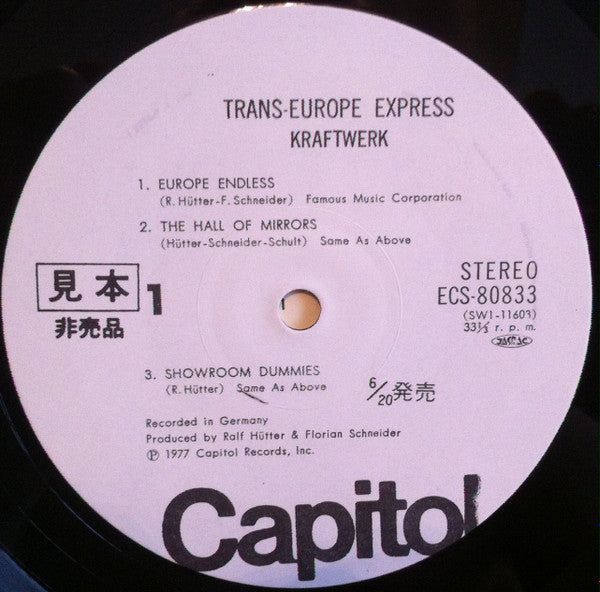 TRANS-EUROPE EXPRESS
KRAFTWERK
1. EUROPE ENDLESS
(R. Hütter-F. Schneider) Famous Music Corporation
2. THE HALL OF MIRRORS
(Hütter-Schneider-Schult) Same As Above
見本 1
非売品
STEREO
ECS-80833
(SW1-11603)
33⅓ r. p. m.
JASRAC
3. SHOWROOM DUMMIES
(R. Hütter) Same As Above
6/20発売
Recorded in Germany
Produced by Ralf Hütter & Florian Schneider
℗ 1977 Capitol Records, Inc.
Capitol